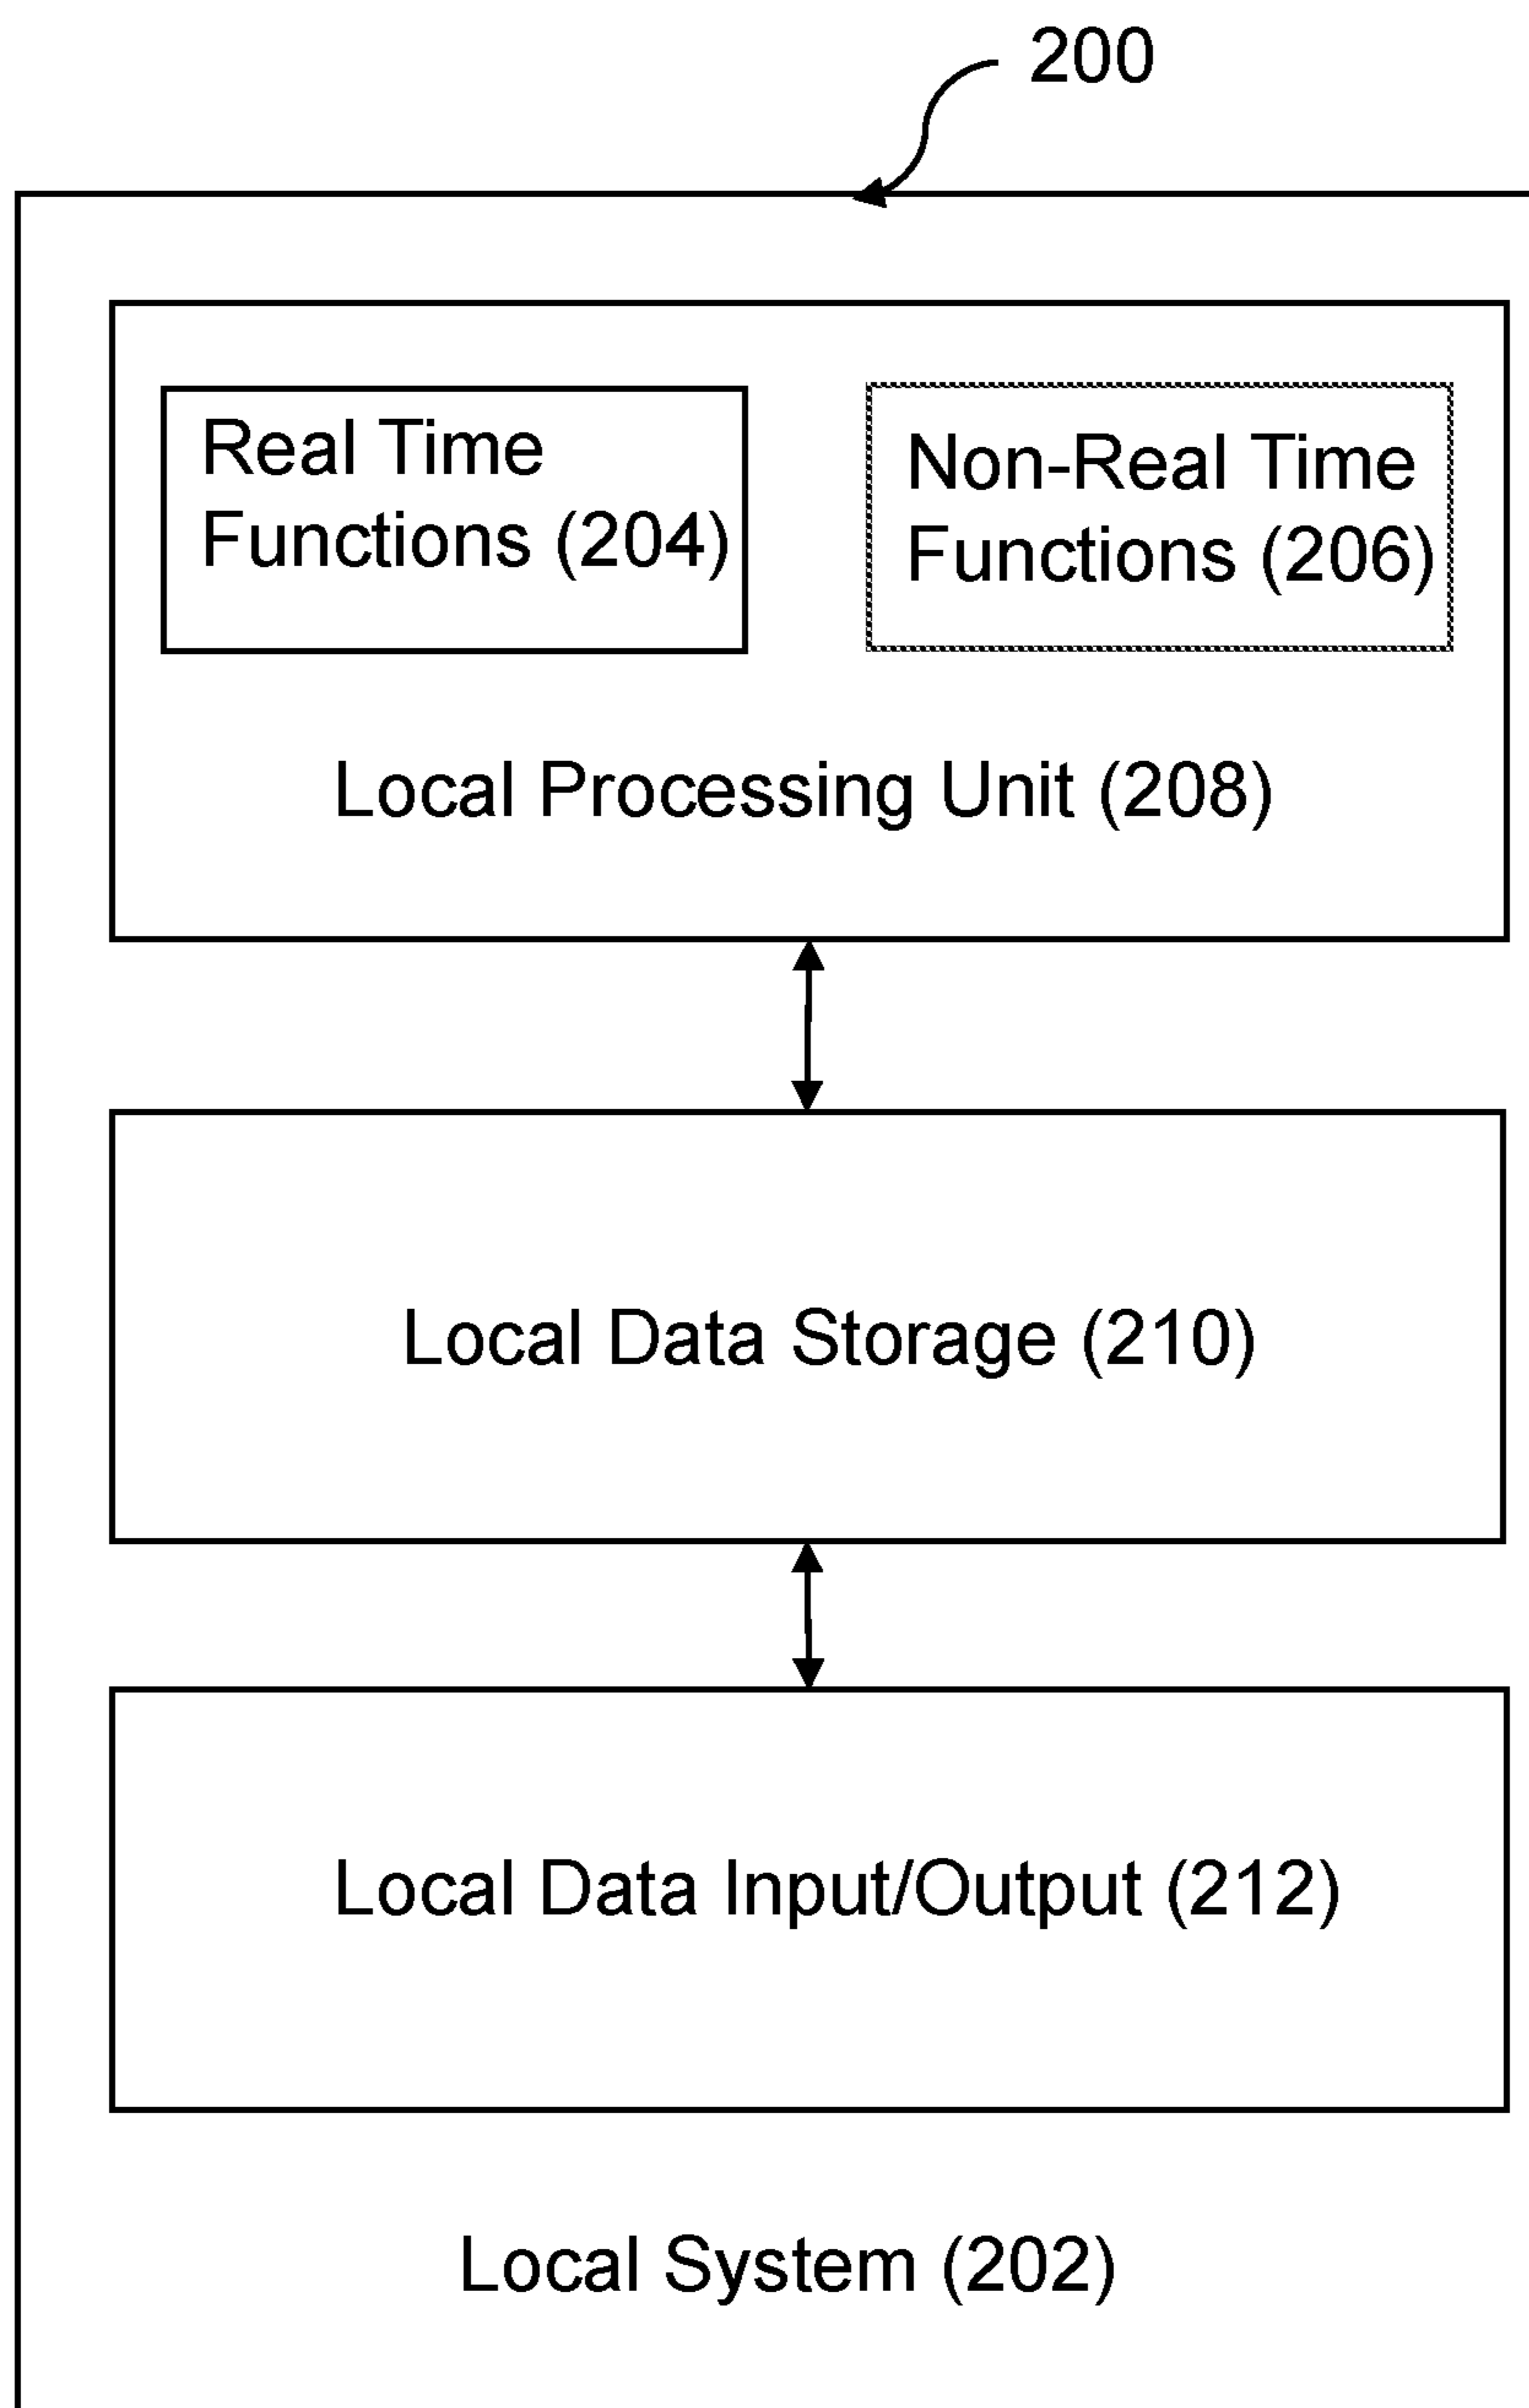 200
Real Time
Functions (204)
Non-Real Time
Functions (206)
Local Processing Unit (208)
Local Data Storage (210)
Local Data Input/Output (212)
Local System (202)